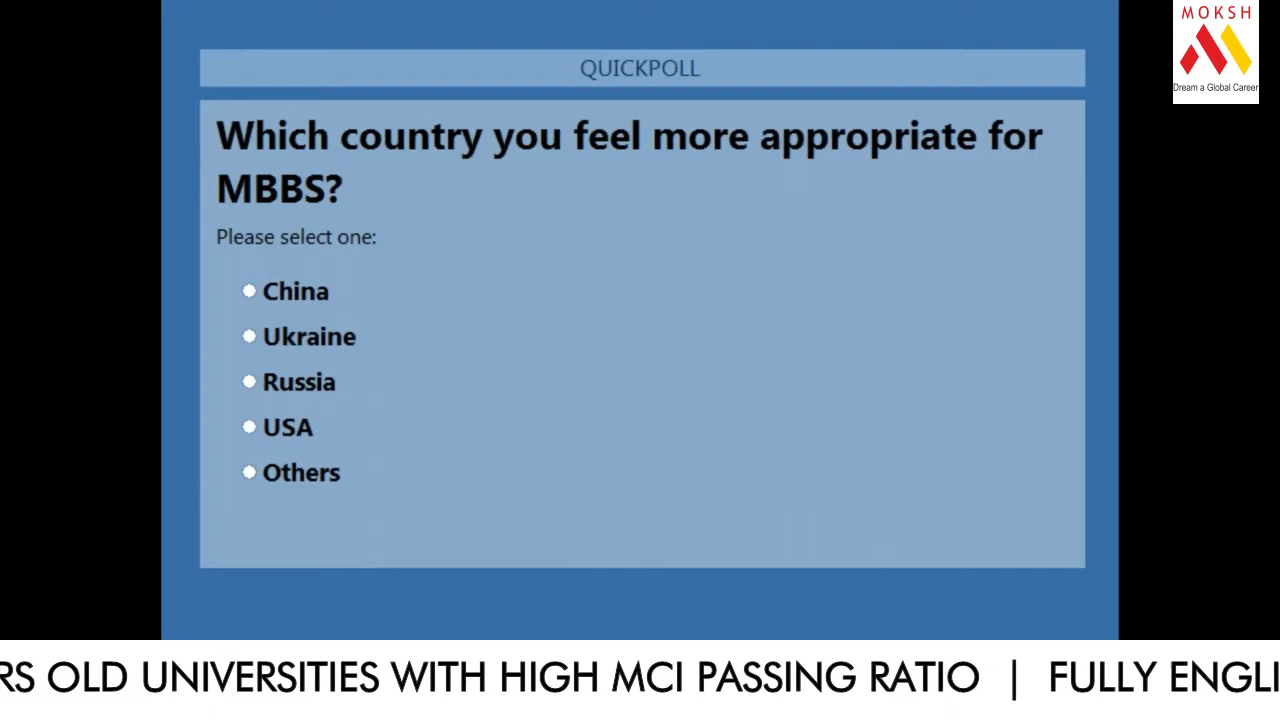 MOKSH
Dream a Global Career
QUICKPOLL
Which country you feel more appropriate for
MBBS?
Please select one:
China
Ukraine
Russia
USA
Others
RS OLD UNIVERSITIES WITH HIGH MCI PASSING RATIO | FULLY ENGLI